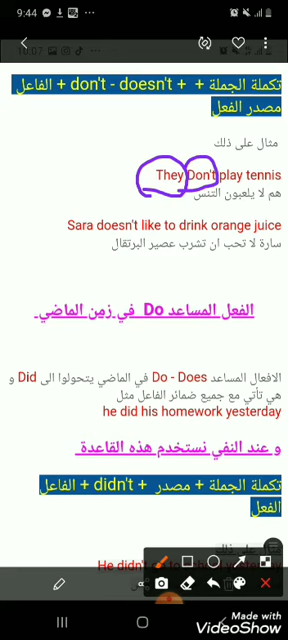 9:44
10:07
تكملة الجملة + don't - doesn't + + الفاعل
مصدر الفعل
مثال على ذلك
They Don't play tennis
هم لا يلعبون التنس
Sara doesn't like to drink orange juice
سارة لا تحب ان تشرب عصير البرتقال
الفعل المساعد Do في زمن الماضي
الافعال المساعد Do - Does في الماضي يتحولوا الى Did و
هي تأتي مع جميع ضمائر الفاعل مثل
he did his homework yesterday
و عند النفي نستخدم هذه القاعدة
تكملة الجملة + مصدر + didn't + الفاعل
الفعل
على ذلك
He didn't
Made with
VideoShow